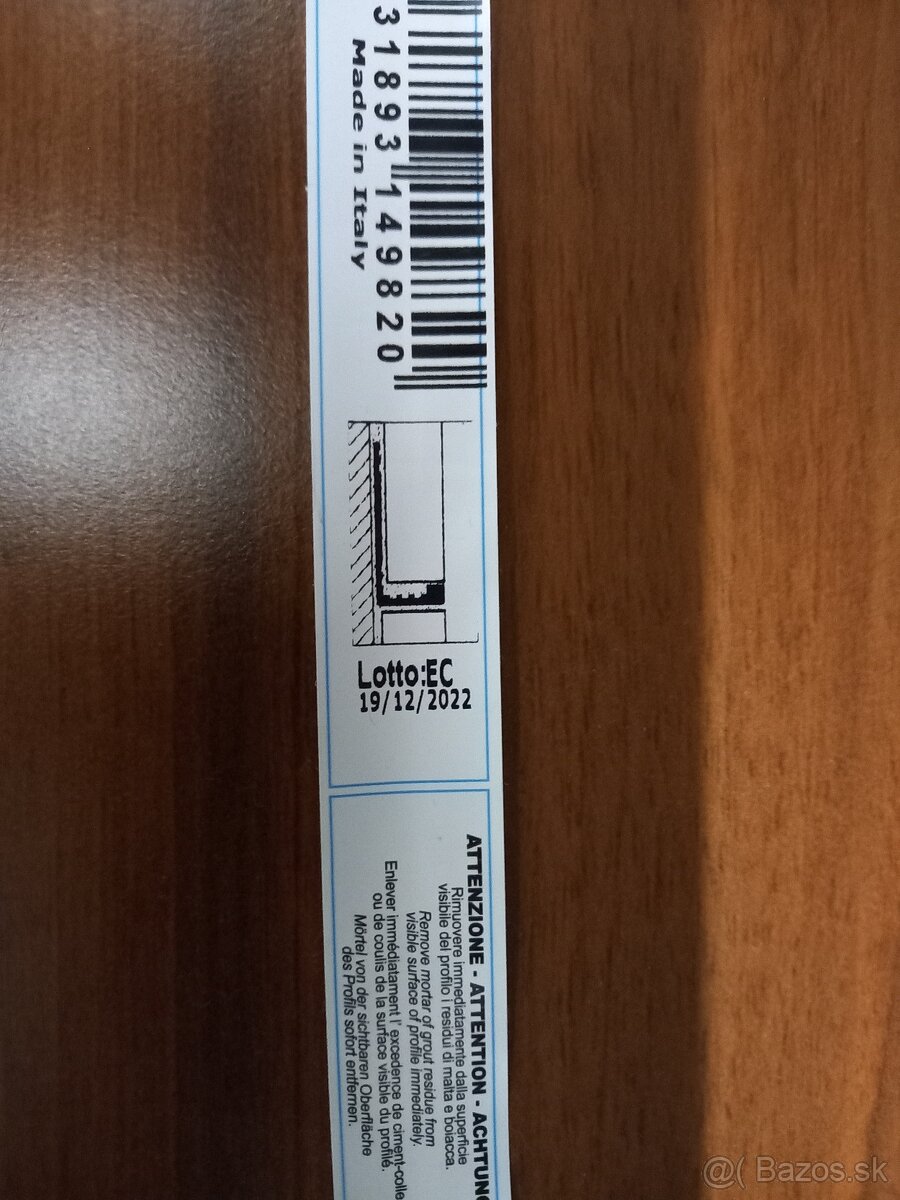 31893 149820
Made in Italy
Lotto:EC
19/12/2022
ATTENZIONE - ATTENTION - ACHTUNG
Rimuovere immediatamente dalla superficie
visibile del profilo i residui di malta e boiacca.
Remove mortar of grout residue from
visible surface of profile immediately.
Enlever immédiatament l' excedence de ciment-colle
ou de coulis de la surface visible du profilé.
Mörtel von der sichtbaren Oberfläche
des Profils sofort entfernen.
@( Bazos.sk